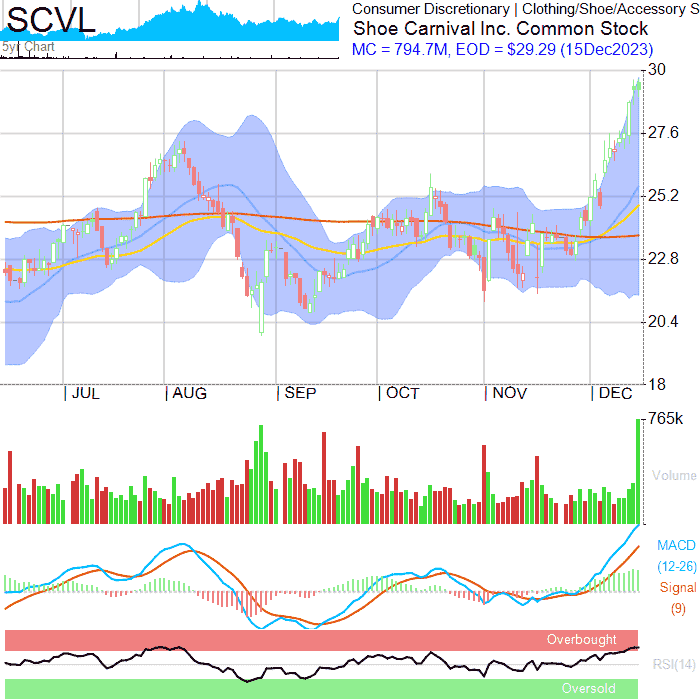 SCVL
5yr Chart
Consumer Discretionary | Clothing/Shoe/Accessory S
Shoe Carnival Inc. Common Stock
MC = 794.7M, EOD = $29.29 (15Dec2023)
30
27.6
25.2
22.8
20.4
18
JUL
AUG
SEP
OCT
NOV
DEC
765k
Volume
MACD
(12-26)
Signal
(9)
Overbought
RSI(14)
Oversold